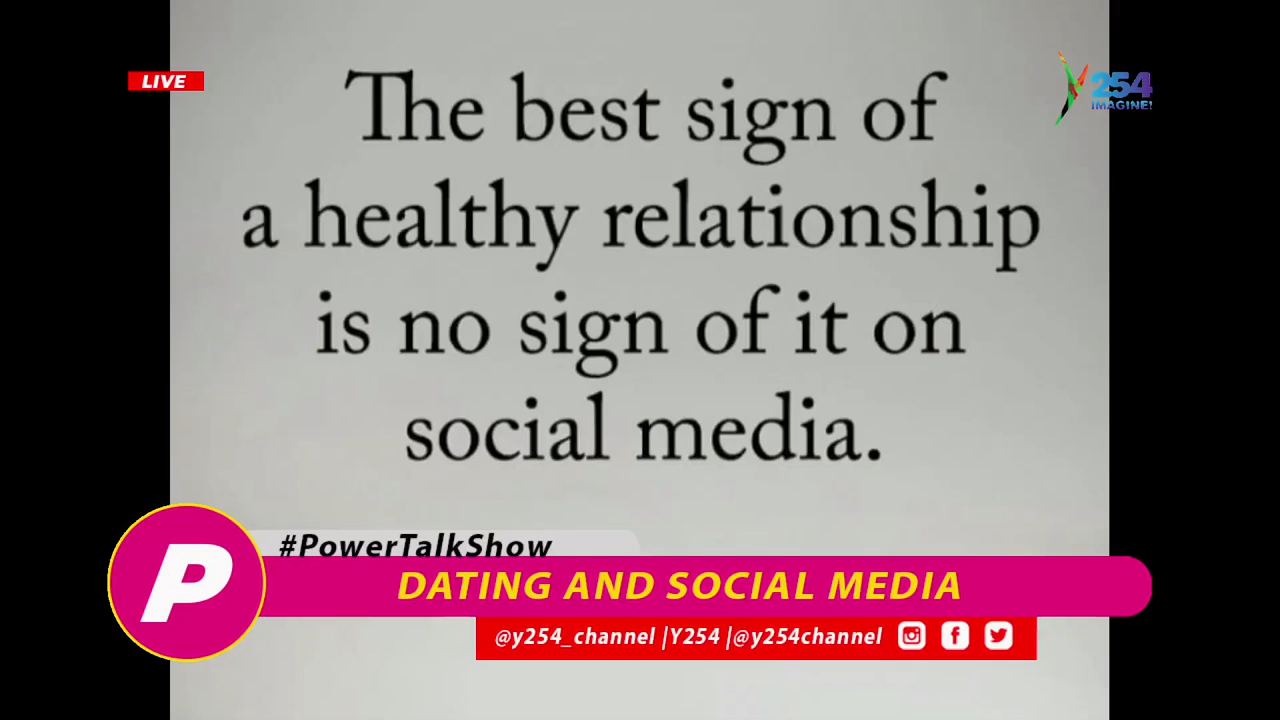 LIVE
Y254
IMAGINE!
The best sign of
a healthy relationship
is no sign of it on
social media.
#PowerTalkShow
P
DATING AND SOCIAL MEDIA
@y254_channel |Y254 |@y254channel